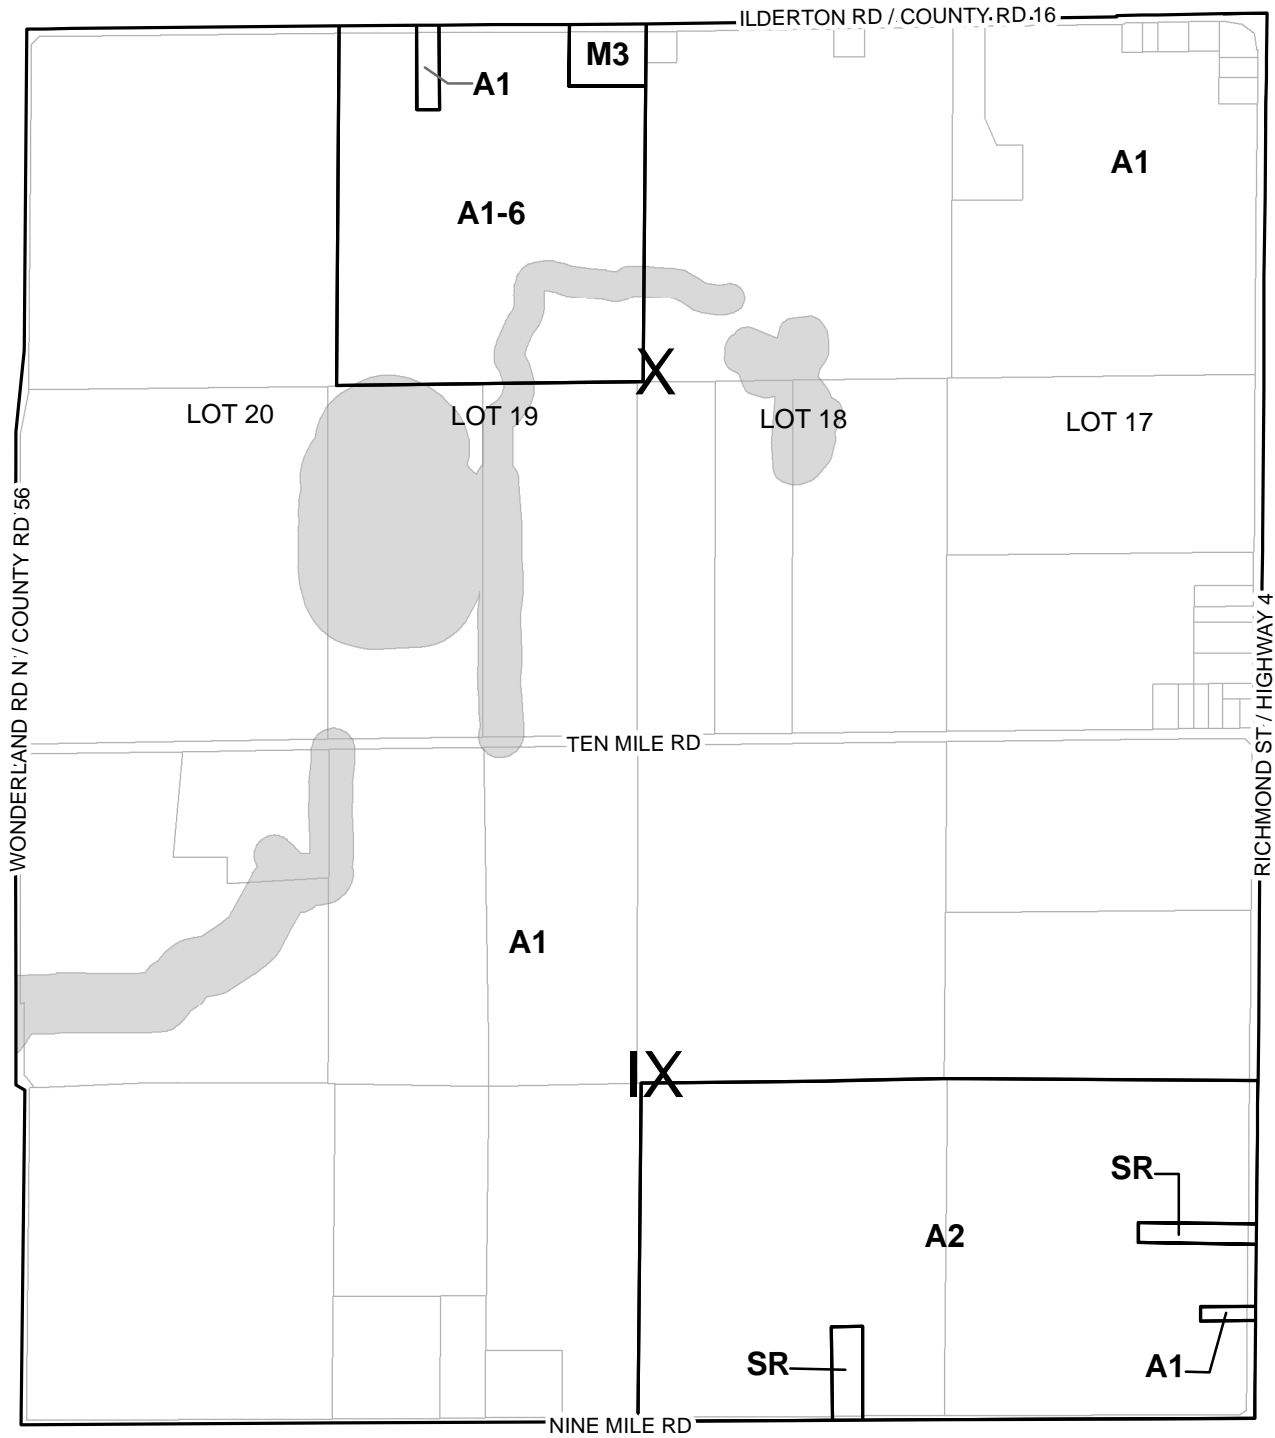 ILDERTON RD / COUNTY RD 16
M3
A1
A1
A1-6
X
LOT 20
LOT 19
LOT 18
LOT 17
WONDERLAND RD N / COUNTY RD 56
RICHMOND ST / HIGHWAY 4
TEN MILE RD
A1
IX
SR
A2
SR
A1
NINE MILE RD